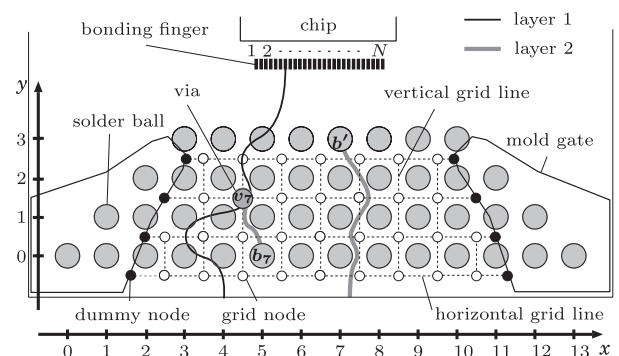 chip
layer 1
layer 2
bonding finger
1 2 - - - - - - - - N
via
vertical grid line
y
solder ball
mold gate
3
b'
2
v7
1
0
b7
dummy node
grid node
horizontal grid line
0 1 2 3 4 5 6 7 8 9 10 11 12 13 x